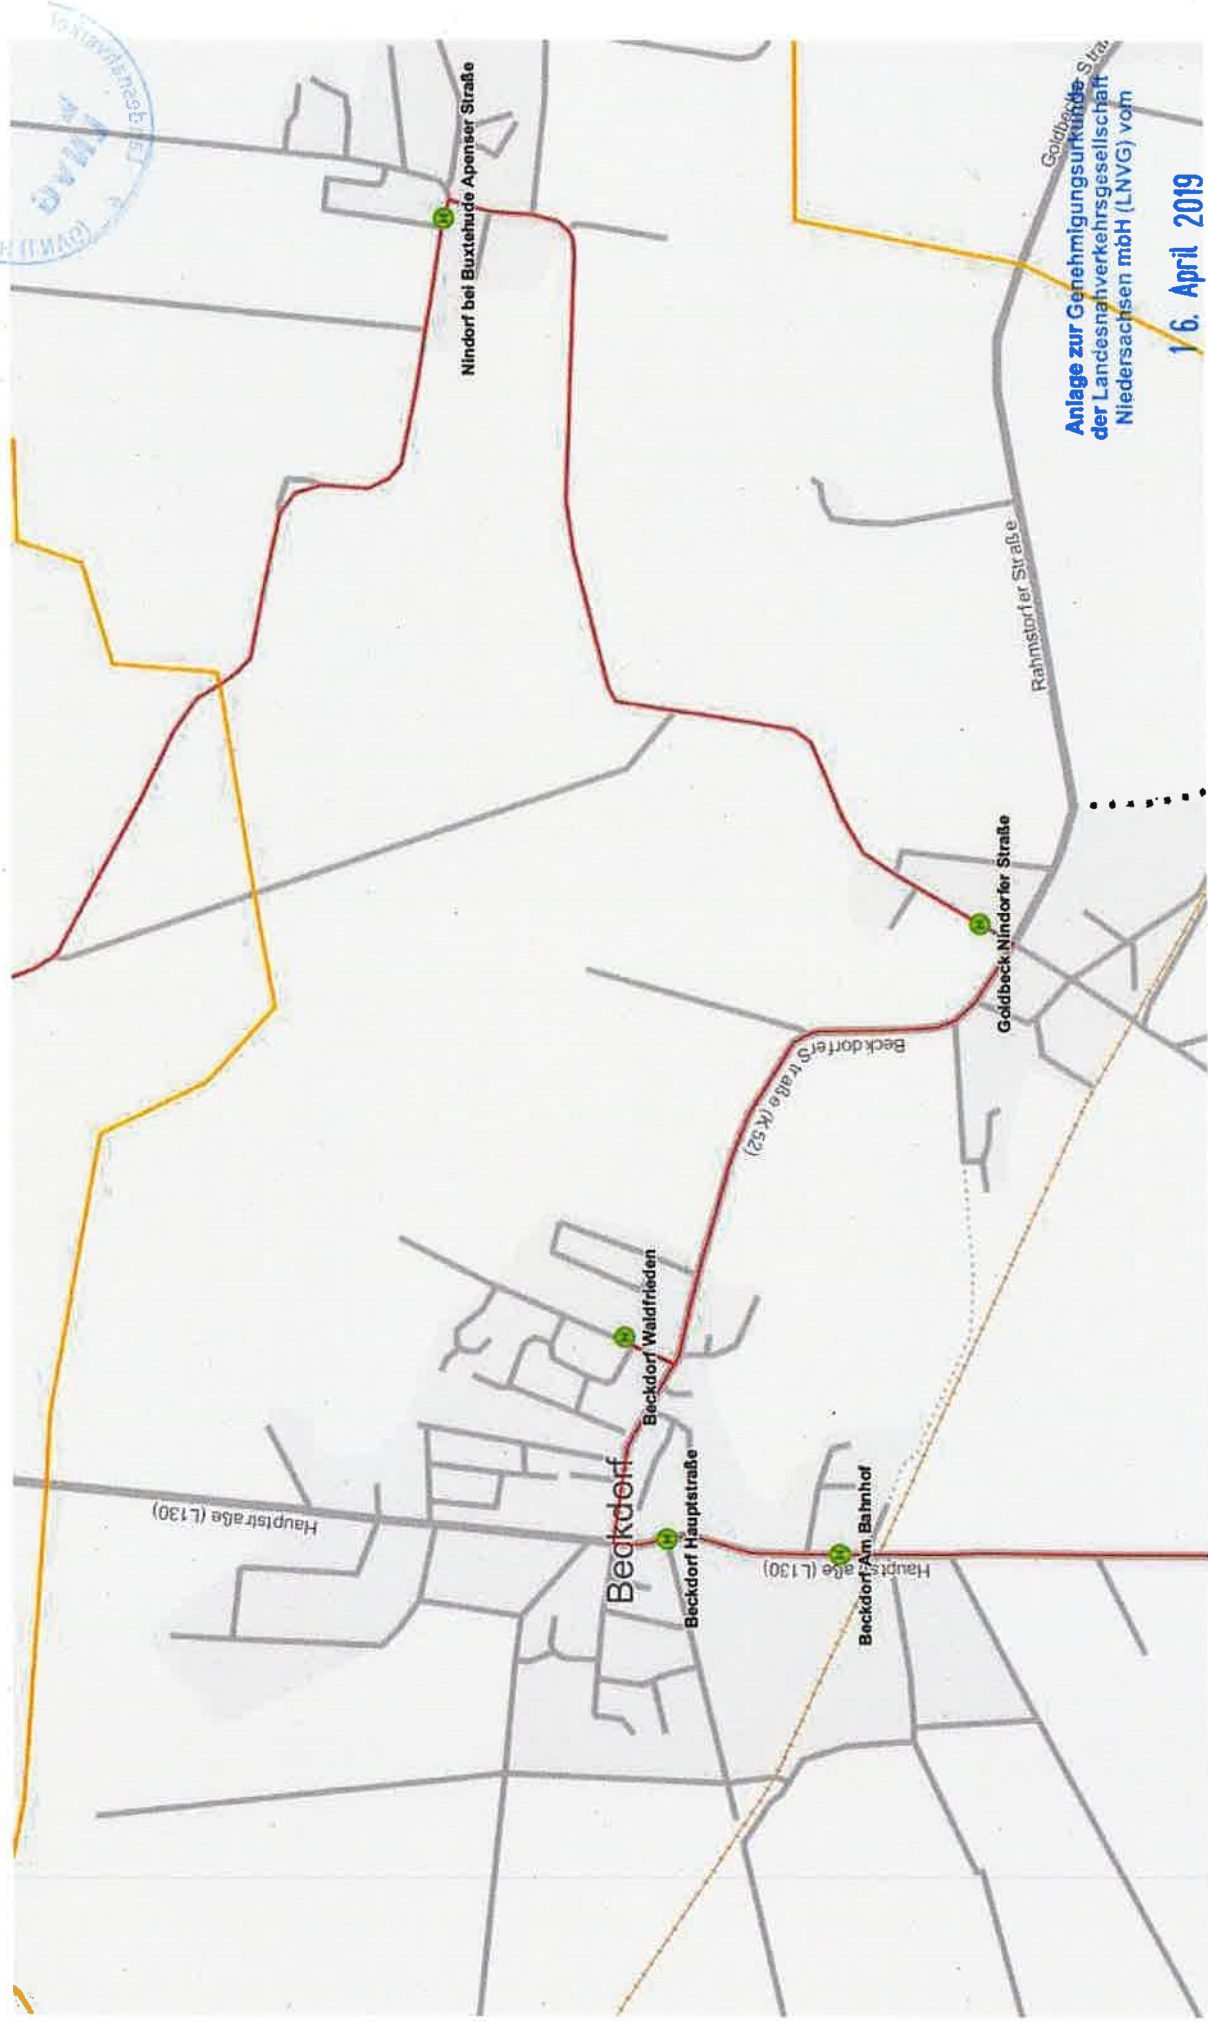 Nindorf bei Buxtehude Apenser Straße
Goldbecker Straße
Anlage zur Genehmigungsurkunde
der Landesnahverkehrsgesellschaft
Niedersachsen mbH (LNVG) vom
16. April 2019
Rahmstorfer Straße
Goldbeck Nindorfer Straße
Beckdorfer Straße (K 52)
Beckdorf Waldfrieden
Beckdorf
Beckdorf Hauptstraße
Hauptstraße (L130)
Beckdorf Am Bahnhof
Hauptstraße (L130)
H
H
H
H
H